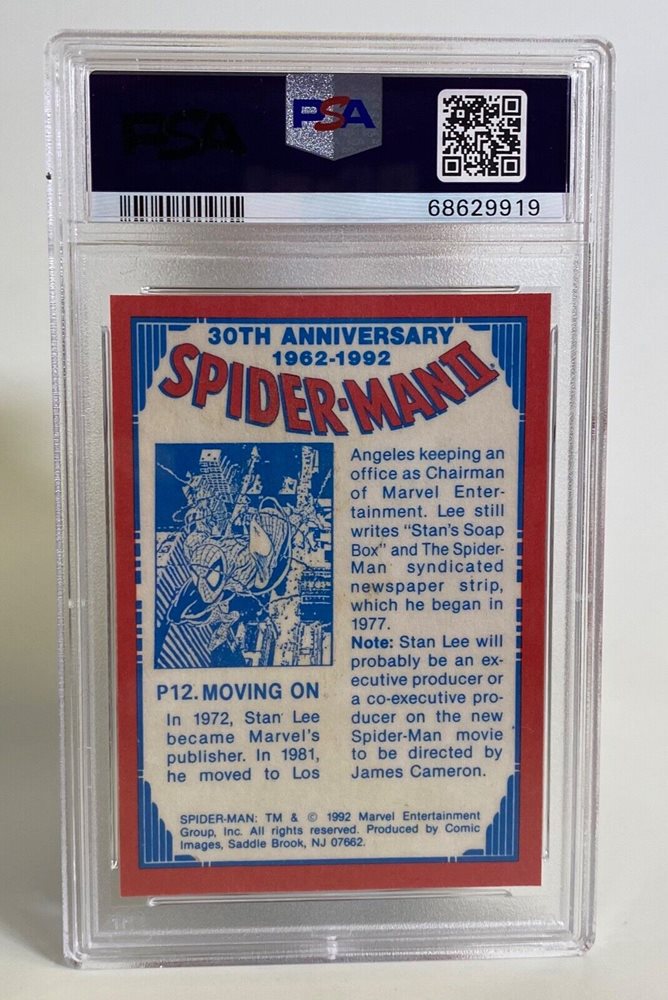 PSA
PSA
68629919
30TH ANNIVERSARY
1962-1992
SPIDER-MAN II
P12. MOVING ON
In 1972, Stan Lee
became Marvel's
publisher. In 1981,
he moved to Los
Angeles keeping an
office as Chairman
of Marvel Enter-
tainment. Lee still
writes "Stan's Soap
Box" and The Spider-
Man syndicated
newspaper strip,
which he began in
1977.
Note: Stan Lee will
probably be an ex-
ecutive producer or
a co-executive pro-
ducer on the new
Spider-Man movie
to be directed by
James Cameron.
SPIDER-MAN: TM & © 1992 Marvel Entertainment
Group, Inc. All rights reserved. Produced by Comic
Images, Saddle Brook, NJ 07662.